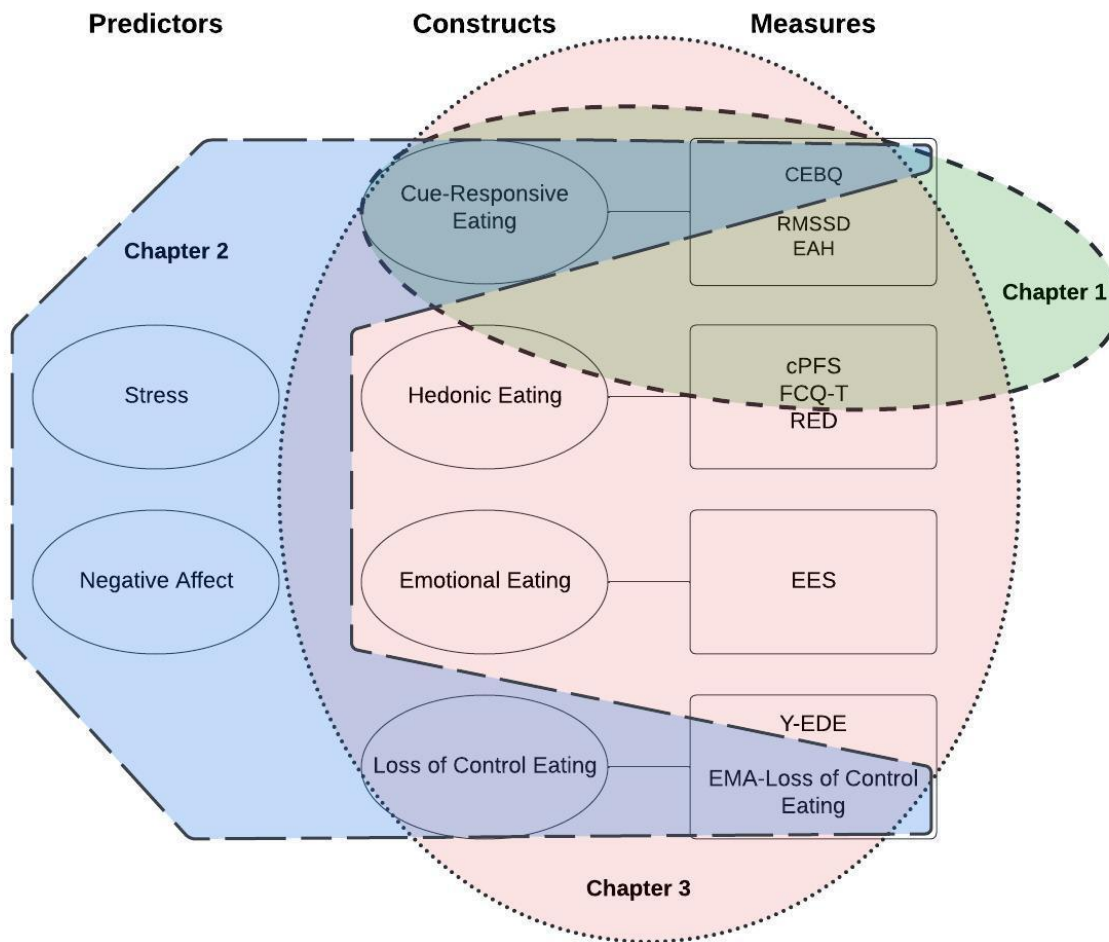 Predictors
Constructs
Measures
Cue-Responsive
Eating
CEBQ
RMSSD
EAH
Chapter 2
Chapter 1
Stress
Hedonic Eating
cPFS
FCQ-T
RED
Negative Affect
Emotional Eating
EES
Loss of Control Eating
Y-EDE
EMA-Loss of Control
Eating
Chapter 3